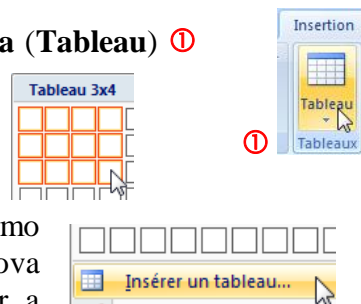 a (Tableau) ①
Insertion
Tableau 3x4
Tableau
① Tableaux
mo
ova
Insérer un tableau...
r a